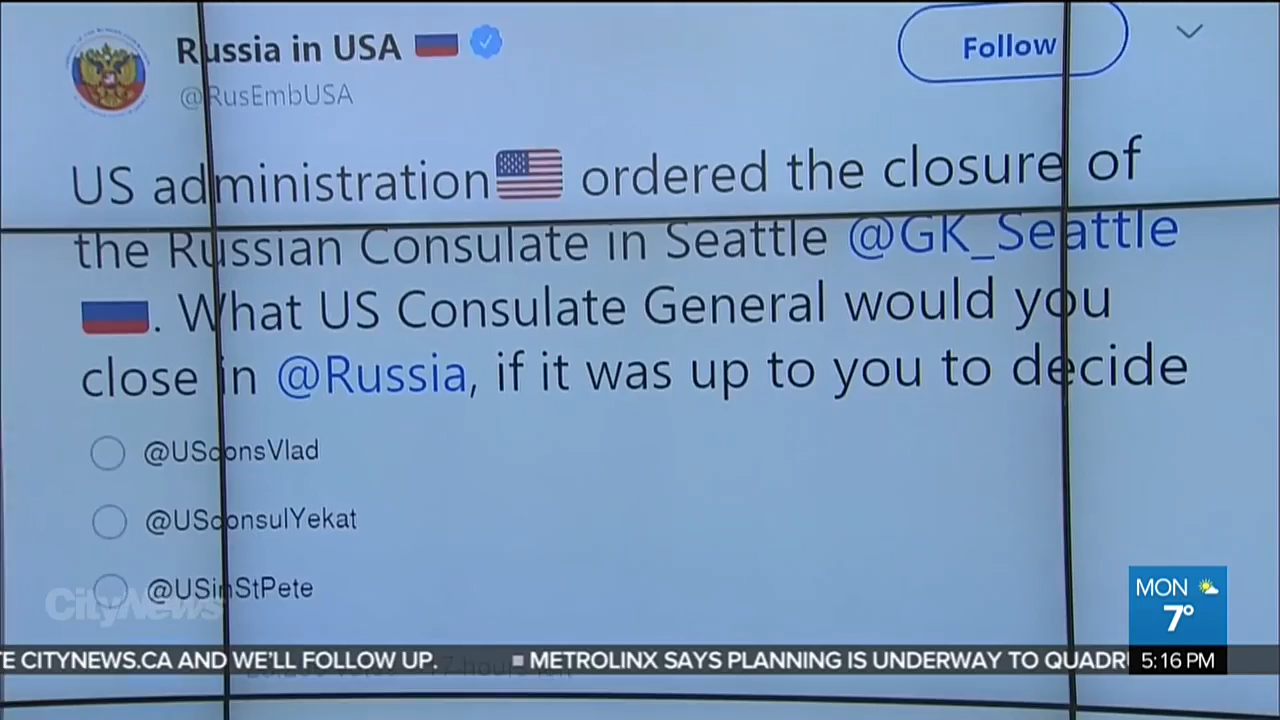 Russia in USA
@RusEmbUSA
Follow
US administration ordered the closure of
the Russian Consulate in Seattle @GK_Seattle
. What US Consulate General would you
close in @Russia, if it was up to you to decide
@USconsVlad
@USconsulYekat
@USinStPete
CityNews
MON
7°
E CITYNEWS.CA AND WE'LL FOLLOW UP. METROLINX SAYS PLANNING IS UNDERWAY TO QUADR
5:16 PM